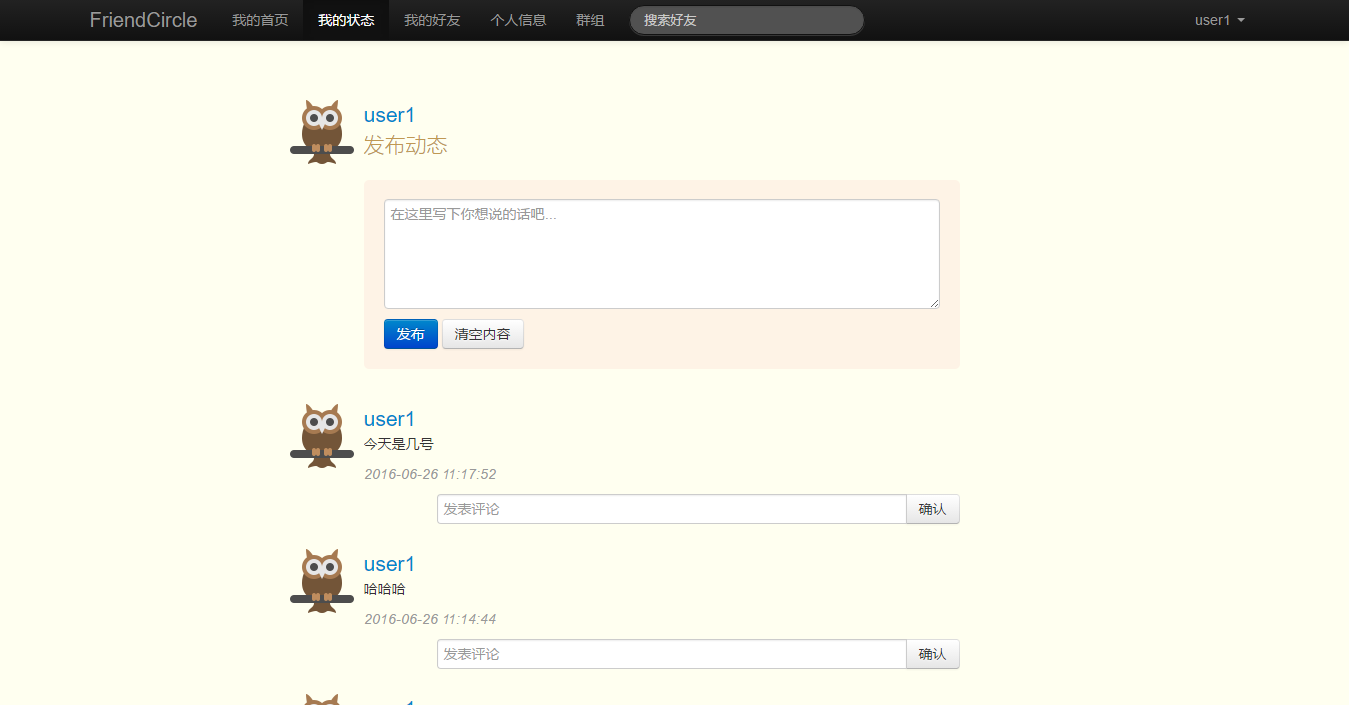 FriendCircle 我的首页 我的状态 我的好友 个人信息 群组 搜索好友 user1
user1
发布动态
在这里写下你想说的话吧...
发布 清空内容
user1
今天是几号
2016-06-26 11:17:52
发表评论 确认
user1
哈哈哈
2016-06-26 11:14:44
发表评论 确认